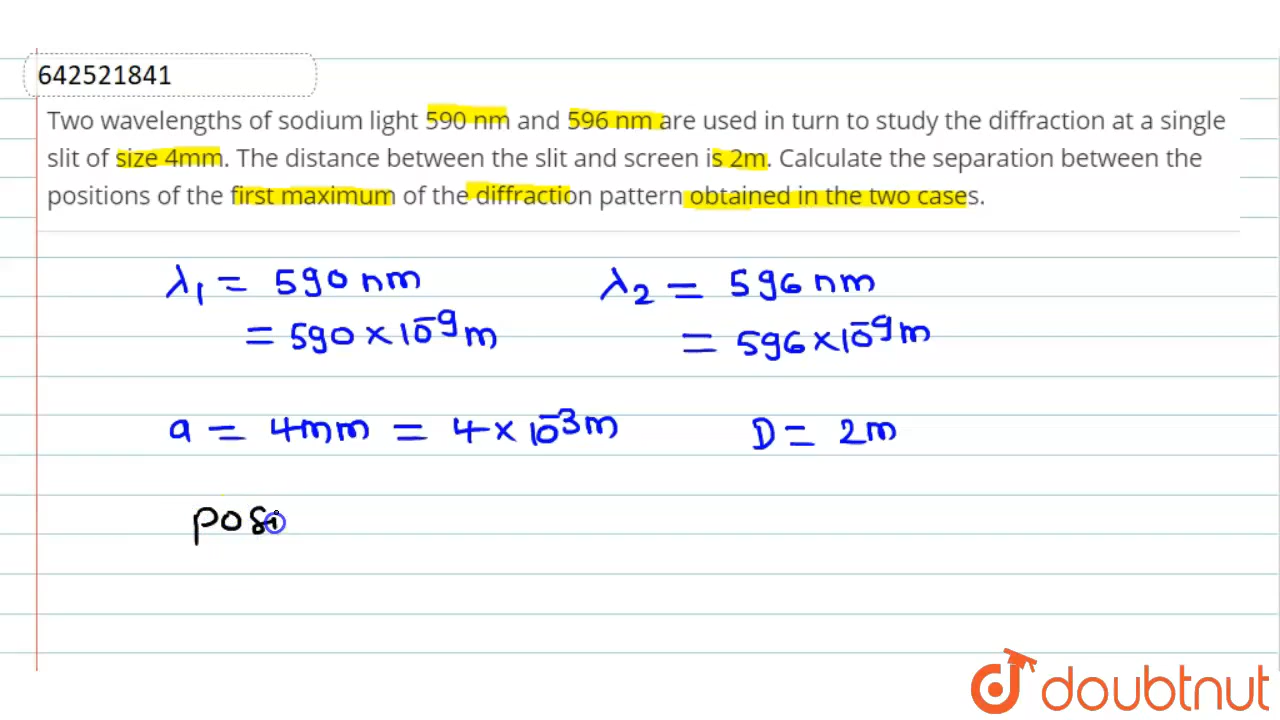 642521841
Two wavelengths of sodium light 590 nm and 596 nm are used in turn to study the diffraction at a single
slit of size 4mm. The distance between the slit and screen is 2m. Calculate the separation between the
positions of the first maximum of the diffraction pattern obtained in the two cases.
λ₁ = 590 nm λ₂ = 596 nm
= 590 × 10⁻⁹ m = 596 × 10⁻⁹ m
a = 4mm = 4 × 10⁻³ m D = 2m
posi
doubtnut